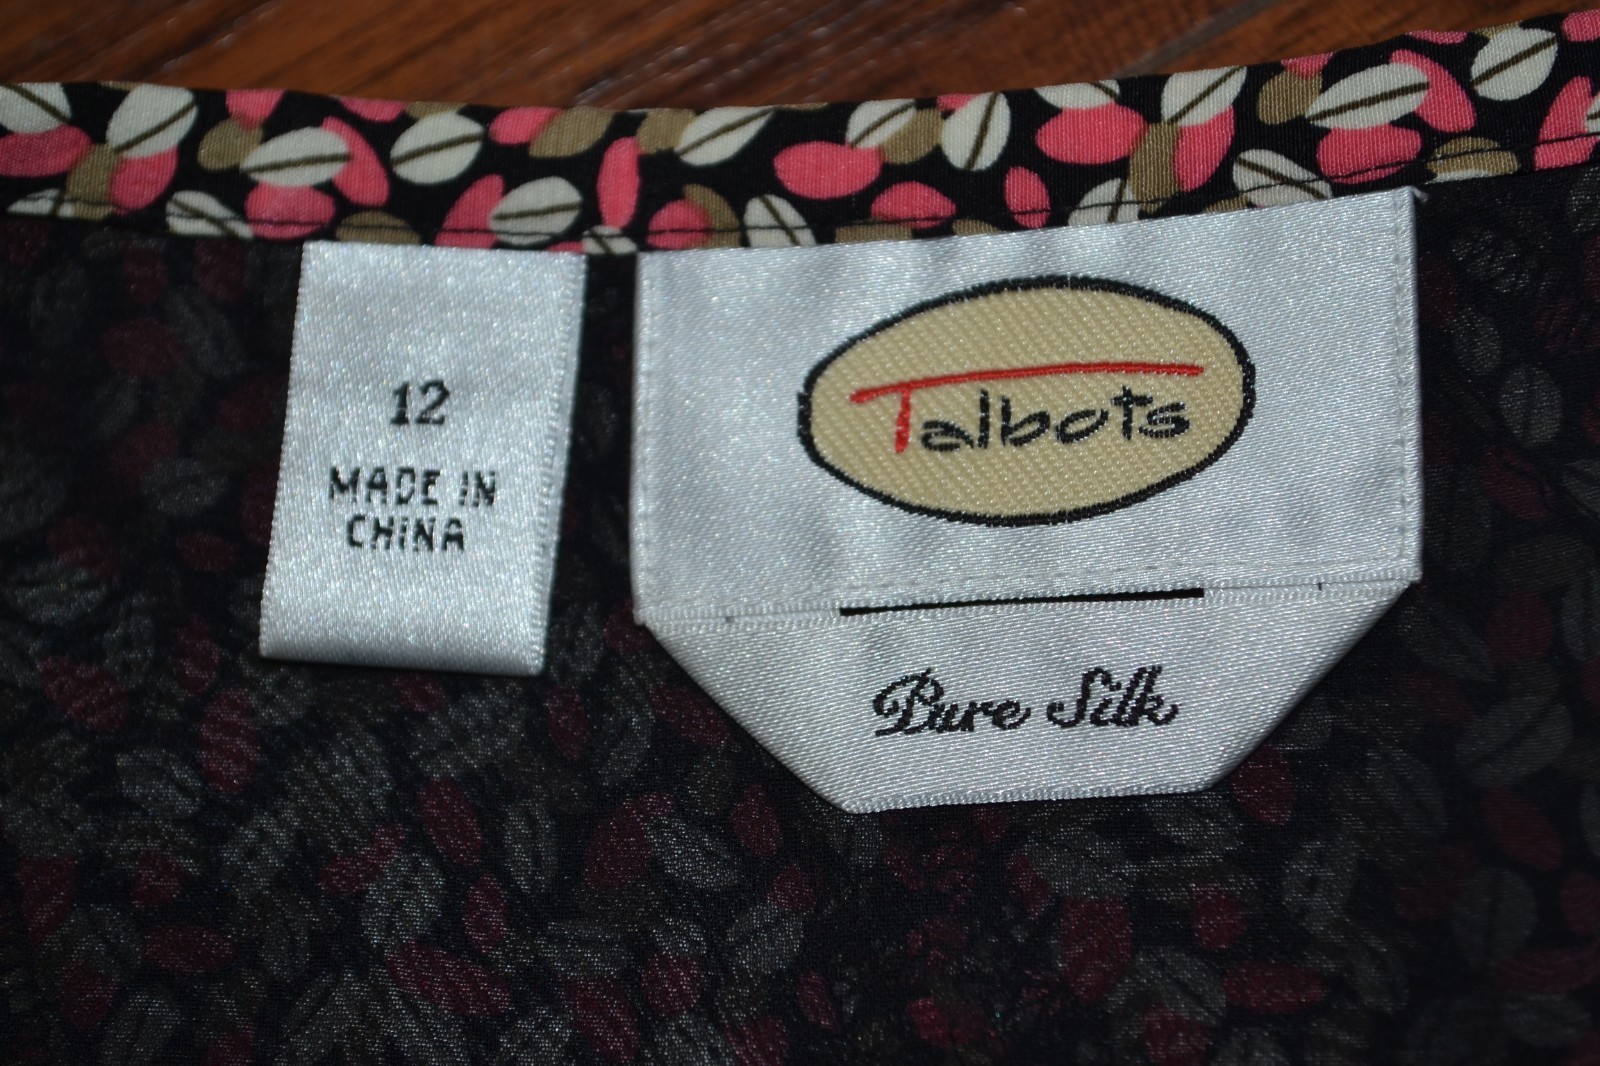 12
MADE IN
CHINA
Talbots
Pure Silk